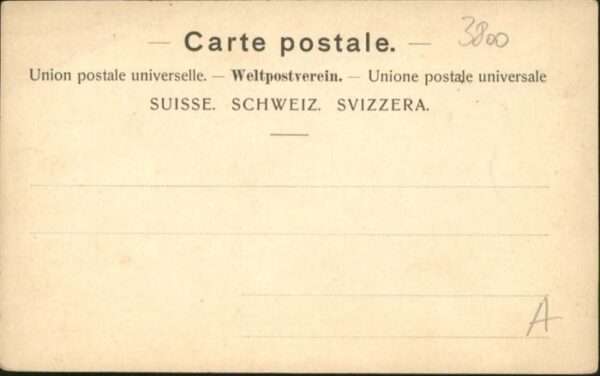 — Carte postale. — 3800
Union postale universelle. — Weltpostverein. — Unione postale universale
SUISSE. SCHWEIZ. SVIZZERA.
A